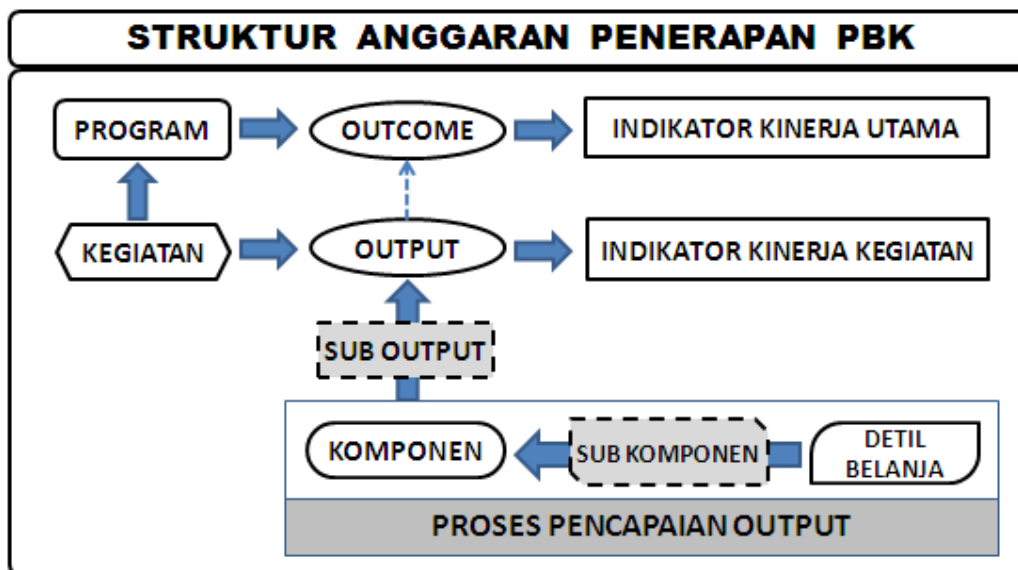 STRUKTUR ANGGARAN PENERAPAN PBK
PROGRAM
OUTCOME
INDIKATOR KINERJA UTAMA
KEGIATAN
OUTPUT
INDIKATOR KINERJA KEGIATAN
SUB OUTPUT
KOMPONEN
SUB KOMPONEN
DETIL
BELANJA
PROSES PENCAPAIAN OUTPUT